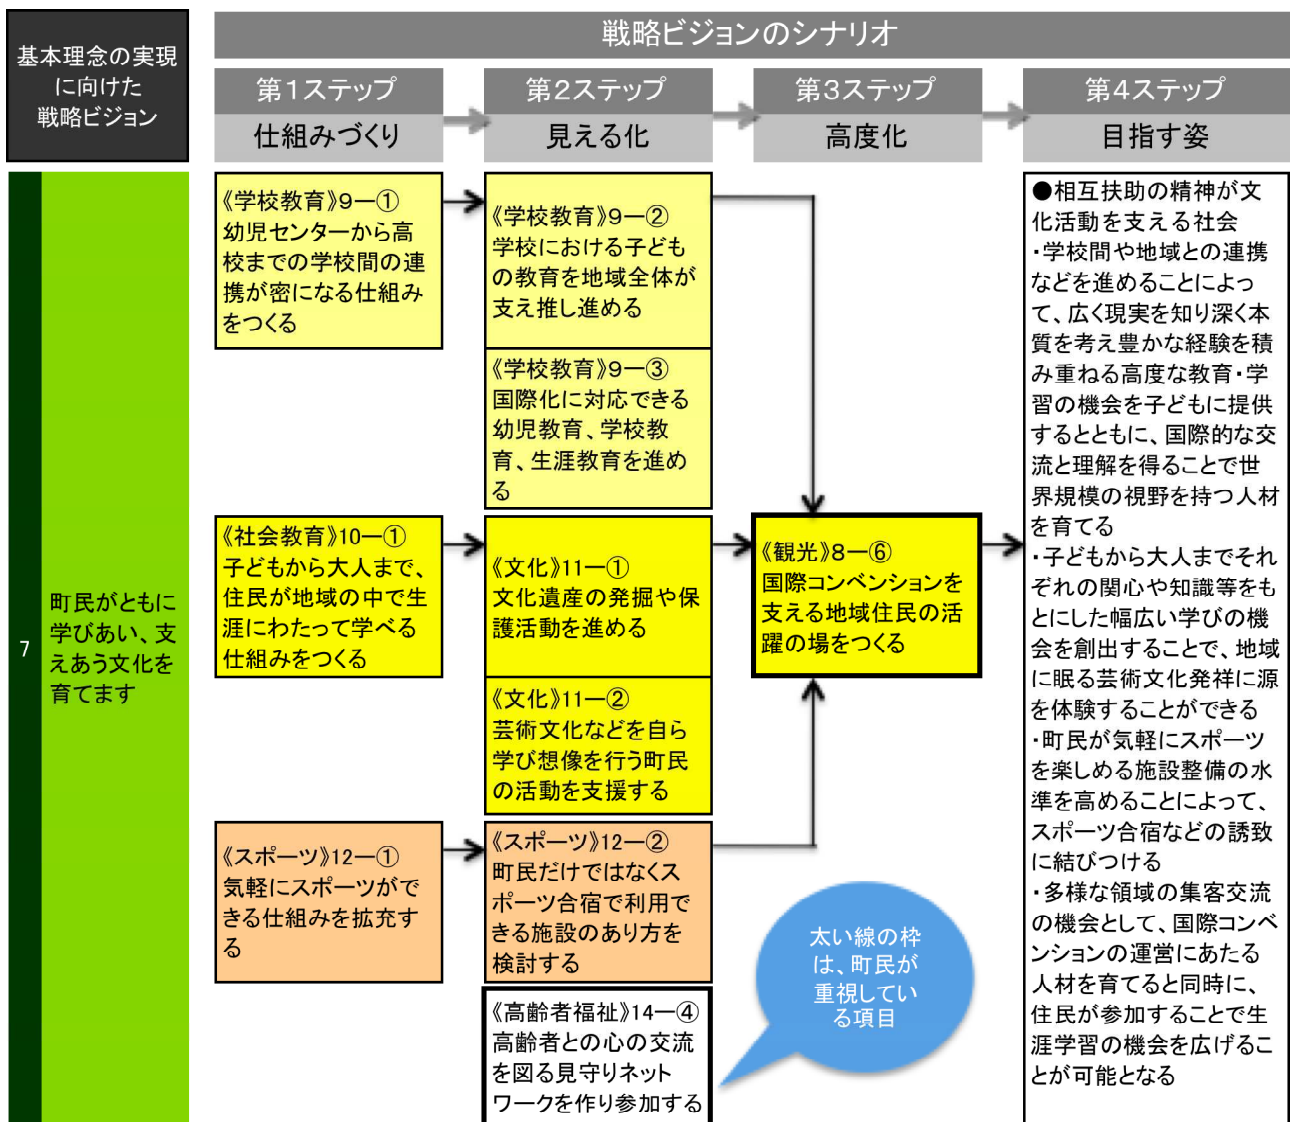 基本理念の実現
に向けた
戦略ビジョン
戦略ビジョンのシナリオ
第1ステップ
仕組みづくり
第2ステップ
見える化
第3ステップ
高度化
第4ステップ
目指す姿
7
町民がともに
学びあい、支
えあう文化を
育てます
《学校教育》9―①
幼児センターから高
校までの学校間の連
携が密になる仕組み
をつくる
《学校教育》9―②
学校における子ども
の教育を地域全体が
支え推し進める
《学校教育》9―③
国際化に対応できる
幼児教育、学校教
育、生涯教育を進め
る
《社会教育》10―①
子どもから大人まで、
住民が地域の中で生
涯にわたって学べる
仕組みをつくる
《文化》11―①
文化遺産の発掘や保
護活動を進める
《文化》11―②
芸術文化などを自ら
学び想像を行う町民
の活動を支援する
《観光》8―⑥
国際コンベンションを
支える地域住民の活
躍の場をつくる
《スポーツ》12―①
気軽にスポーツがで
きる仕組みを拡充す
る
《スポーツ》12―②
町民だけではなくス
ポーツ合宿で利用で
きる施設のあり方を
検討する
《高齢者福祉》14―④
高齢者との心の交流
を図る見守りネット
ワークを作り参加する
太い線の枠
は、町民が
重視してい
る項目
●相互扶助の精神が文
化活動を支える社会
・学校間や地域との連携
などを進めることによっ
て、広く現実を知り深く本
質を考え豊かな経験を積
み重ねる高度な教育・学
習の機会を子どもに提供
するとともに、国際的な交
流と理解を得ることで世
界規模の視野を持つ人材
を育てる
・子どもから大人までそれ
ぞれの関心や知識等をも
とにした幅広い学びの機
会を創出することで、地域
に眠る芸術文化発祥に源
を体験することができる
・町民が気軽にスポーツ
を楽しめる施設整備の水
準を高めることによって、
スポーツ合宿などの誘致
に結びつける
・多様な領域の集客交流
の機会として、国際コンベ
ンションの運営にあたる
人材を育てると同時に、
住民が参加することで生
涯学習の機会を広げるこ
とが可能となる